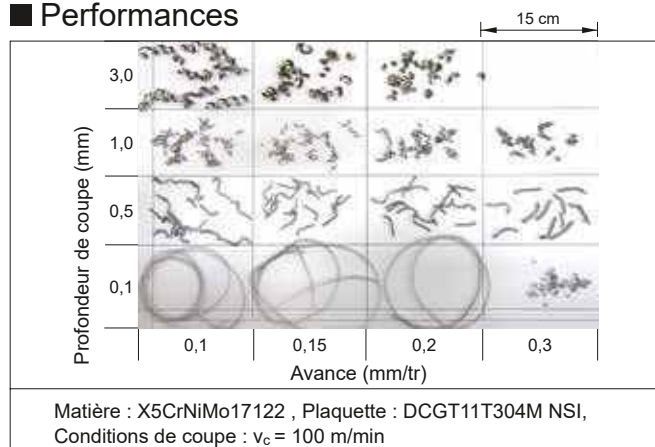 ■ Performances
15 cm
Profondeur de coupe (mm)
3,0
1,0
0,5
0,1
0,1 0,15 0,2 0,3
Avance (mm/tr)
Matière : X5CrNiMo17122 , Plaquette : DCGT11T304M NSI,
Conditions de coupe : vc = 100 m/min